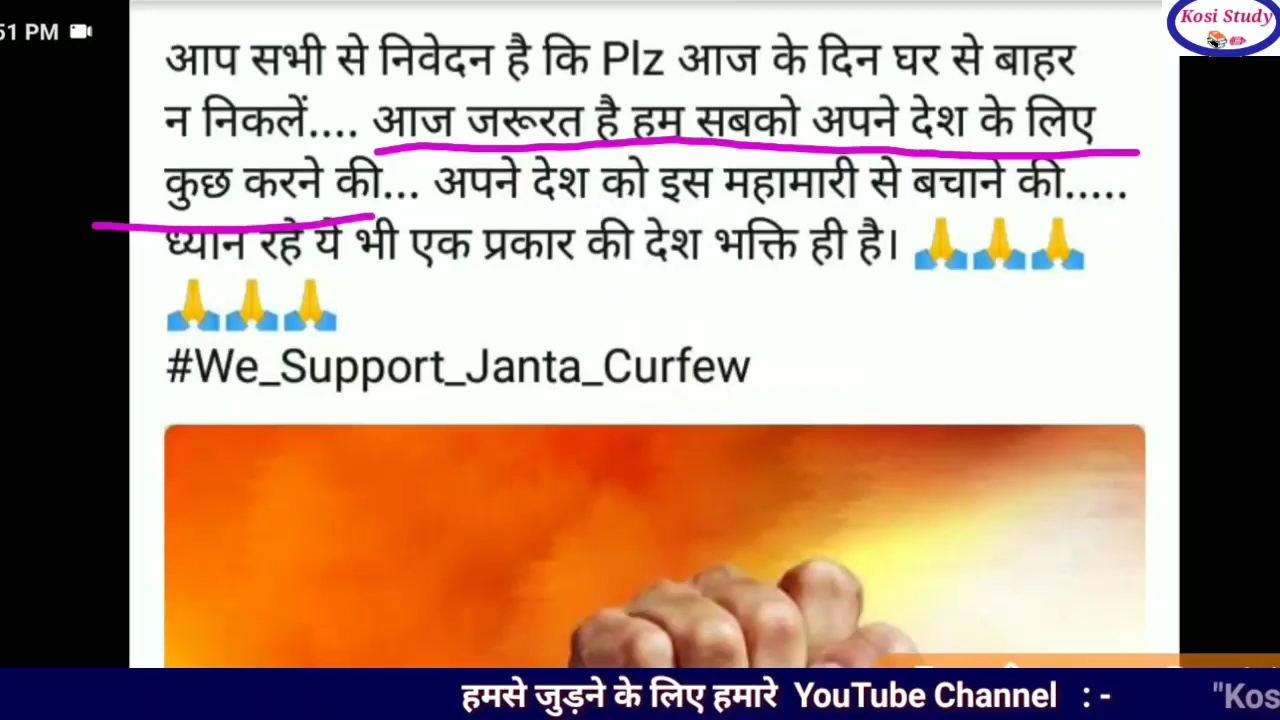 51 PM
Kosi Study
आप सभी से निवेदन है कि Plz आज के दिन घर से बाहर
न निकलें.... आज जरूरत है हम सबको अपने देश के लिए
कुछ करने की... अपने देश को इस महामारी से बचाने की.....
ध्यान रहे ये भी एक प्रकार की देश भक्ति ही है। 🙏🙏🙏
🙏🙏🙏
#We_Support_Janta_Curfew
हमसे जुड़ने के लिए हमारे YouTube Channel : - "Kos